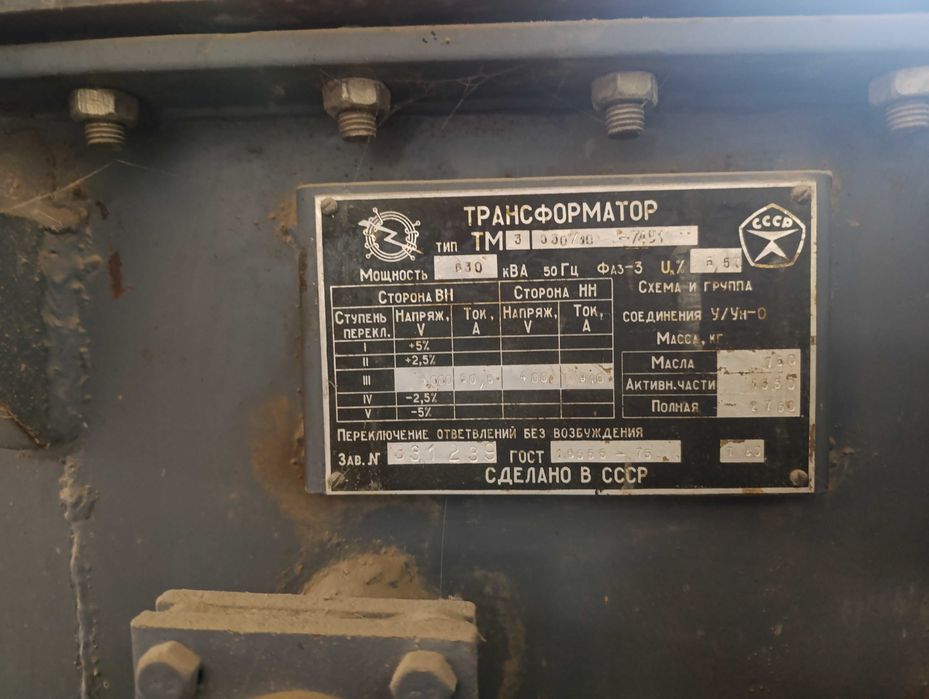 ТРАНСФОРМАТОР
СССР
ТИП ТМ З
МОЩНОСТЬ 630 кВА 50 Гц ФАЗ-3 U,%
СТОРОНА ВН СТОРОНА НН
СТУПЕНЬ ПЕРЕКЛ. НАПРЯЖ, V ТОК, А НАПРЯЖ, V ТОК, А
I +5%
II +2,5%
III 400
IV -2,5%
V -5%
СХЕМА И ГРУППА
СОЕДИНЕНИЯ У/Ун-О
МАССА, КГ
МАСЛА
АКТИВН.ЧАСТИ
ПОЛНАЯ 2760
ПЕРЕКЛЮЧЕНИЕ ОТВЕТВЛЕНИЙ БЕЗ ВОЗБУЖДЕНИЯ
ЗАВ. N ГОСТ
СДЕЛАНО В СССР